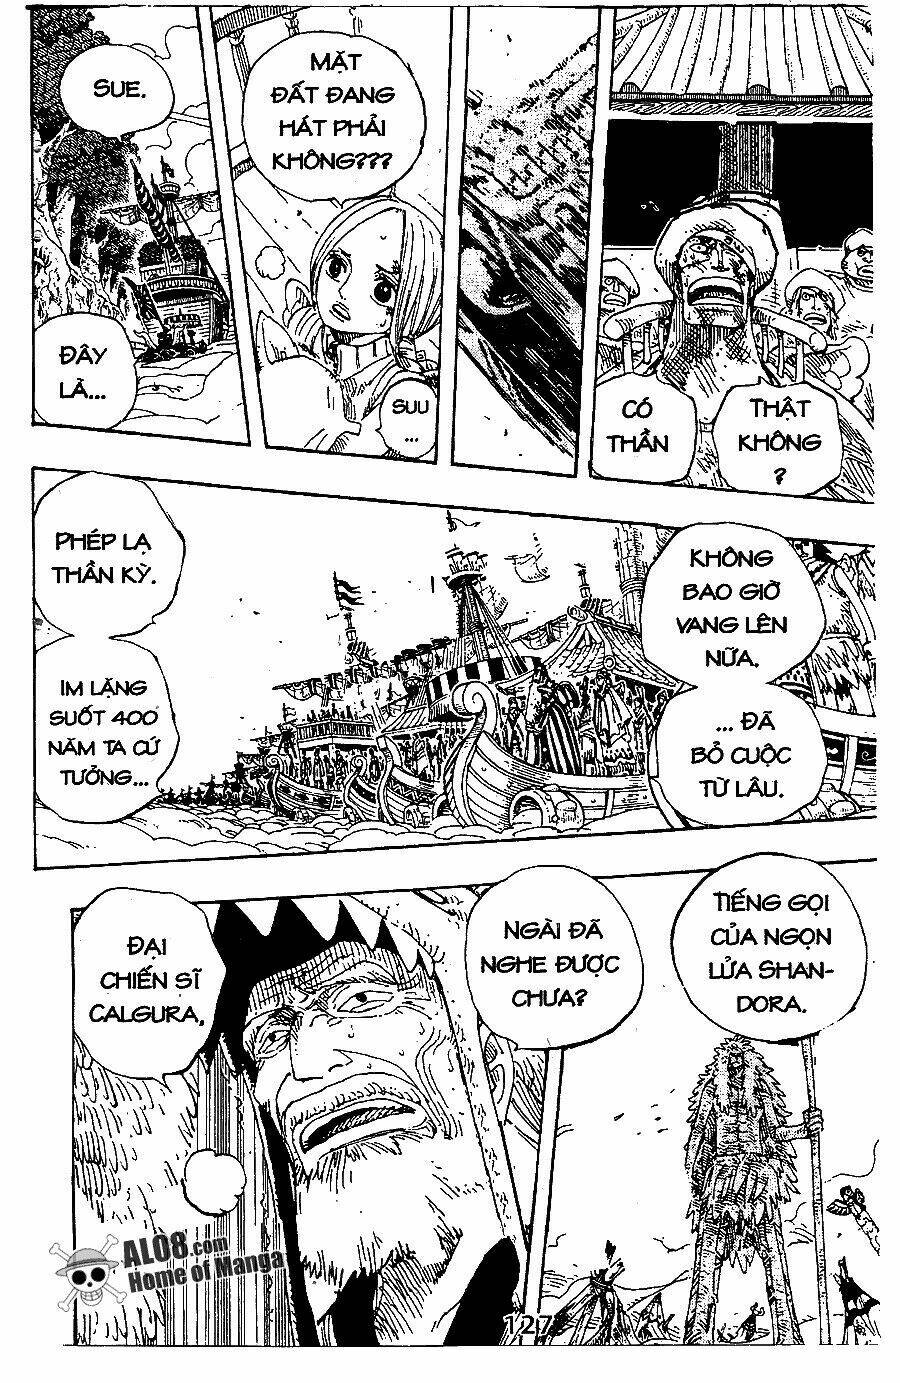 THẬT
KHÔNG
?
CÓ
THẦN
MẶT
ĐẤT ĐANG
HÁT PHẢI
KHÔNG???
SUU
...
SUE.
ĐÂY
LÀ...
KHÔNG
BAO GIỜ
VANG LÊN
NỮA.
... ĐÃ
BỎ CUỘC
TỪ LÂU.
PHÉP LẠ
THẦN KỲ.
IM LẶNG
SUỐT 400
NĂM TA CỨ
TƯỞNG...
TIẾNG GỌI
CỦA NGỌN
LỬA SHAN-
DORA.
NGÀI ĐÃ
NGHE ĐƯỢC
CHƯA?
ĐẠI
CHIẾN SĨ
CALGURA,
ALO8.com
Home of Manga
127